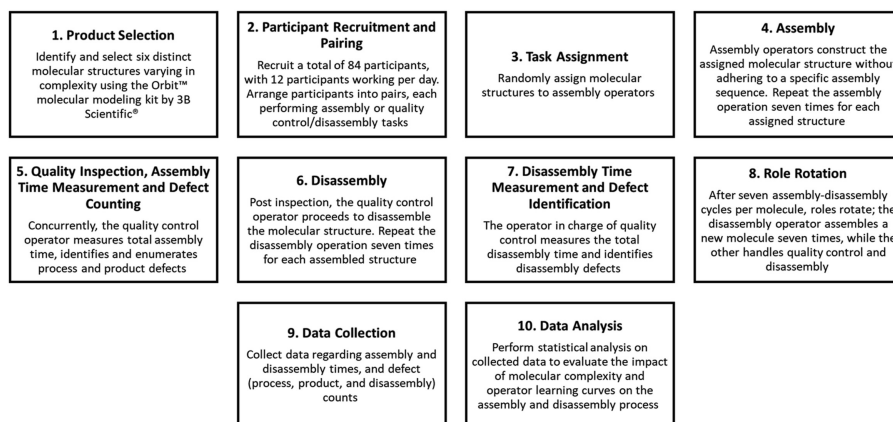 1. Product Selection
Identify and select six distinct
molecular structures varying in
complexity using the Orbit™
molecular modeling kit by 3B
Scientific®
2. Participant Recruitment and
Pairing
Recruit a total of 84 participants,
with 12 participants working per day.
Arrange participants into pairs, each
performing assembly or quality
control/disassembly tasks
3. Task Assignment
Randomly assign molecular
structures to assembly operators
4. Assembly
Assembly operators construct the
assigned molecular structure without
adhering to a specific assembly
sequence. Repeat the assembly
operation seven times for each
assigned structure
5. Quality Inspection, Assembly
Time Measurement and Defect
Counting
Concurrently, the quality control
operator measures total assembly
time, identifies and enumerates
process and product defects
6. Disassembly
Post inspection, the quality control
operator proceeds to disassemble
the molecular structure. Repeat the
disassembly operation seven times
for each assembled structure
7. Disassembly Time
Measurement and Defect
Identification
The operator in charge of quality
control measures the total
disassembly time and identifies
disassembly defects
8. Role Rotation
After seven assembly-disassembly
cycles per molecule, roles rotate; the
disassembly operator assembles a
new molecule seven times, while the
other handles quality control and
disassembly
9. Data Collection
Collect data regarding assembly and
disassembly times, and defect
(process, product, and disassembly)
counts
10. Data Analysis
Perform statistical analysis on
collected data to evaluate the impact
of molecular complexity and
operator learning curves on the
assembly and disassembly process